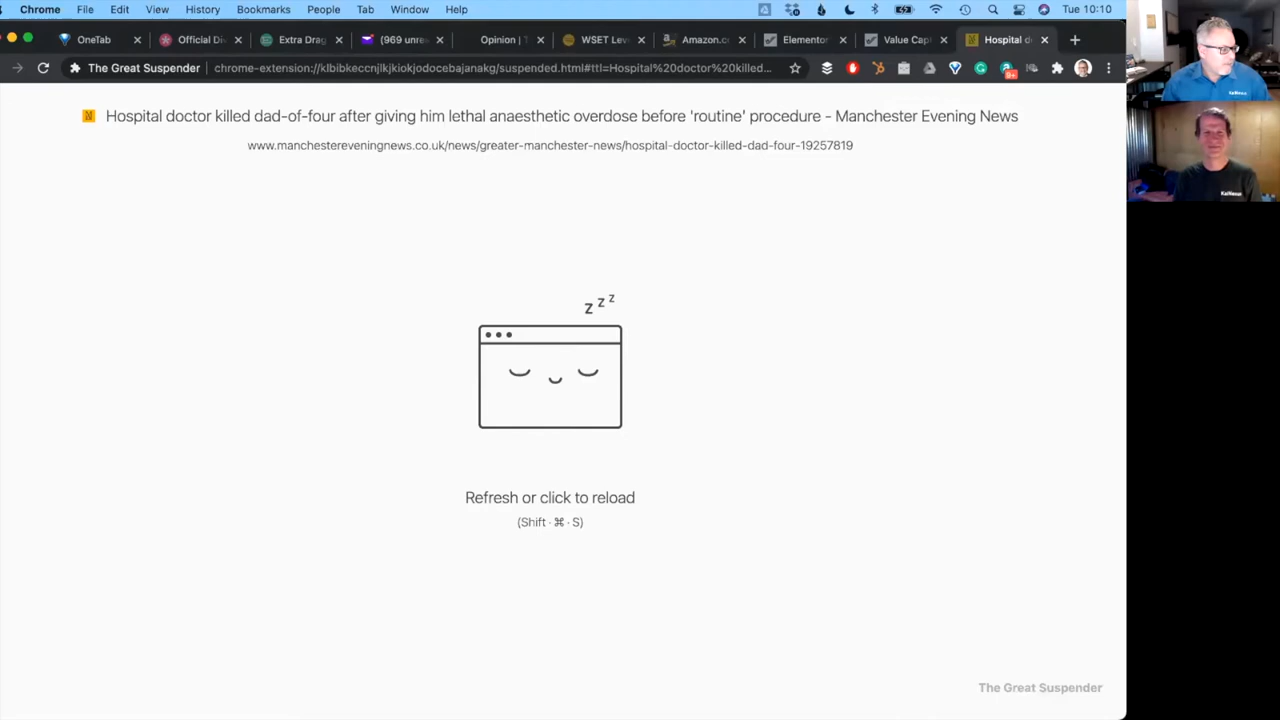 Chrome File Edit View History Bookmarks People Tab Window Help Tue 10:10
OneTab Official Di Extra Drag (969 unre Opinion | T WSET Lev Amazon.c Elementor Value Cap Hospital d
The Great Suspender chrome-extension://klbibkeccnjlkjkiokjodocebajanakg/suspended.html#ttl=Hospital%20doctor%20killed...
9+
Hospital doctor killed dad-of-four after giving him lethal anaesthetic overdose before 'routine' procedure - Manchester Evening News
www.manchestereveningnews.co.uk/news/greater-manchester-news/hospital-doctor-killed-dad-four-19257819
z z z
Refresh or click to reload
(Shift · ⌘ · S)
The Great Suspender
KaiNexus
KaiNexus